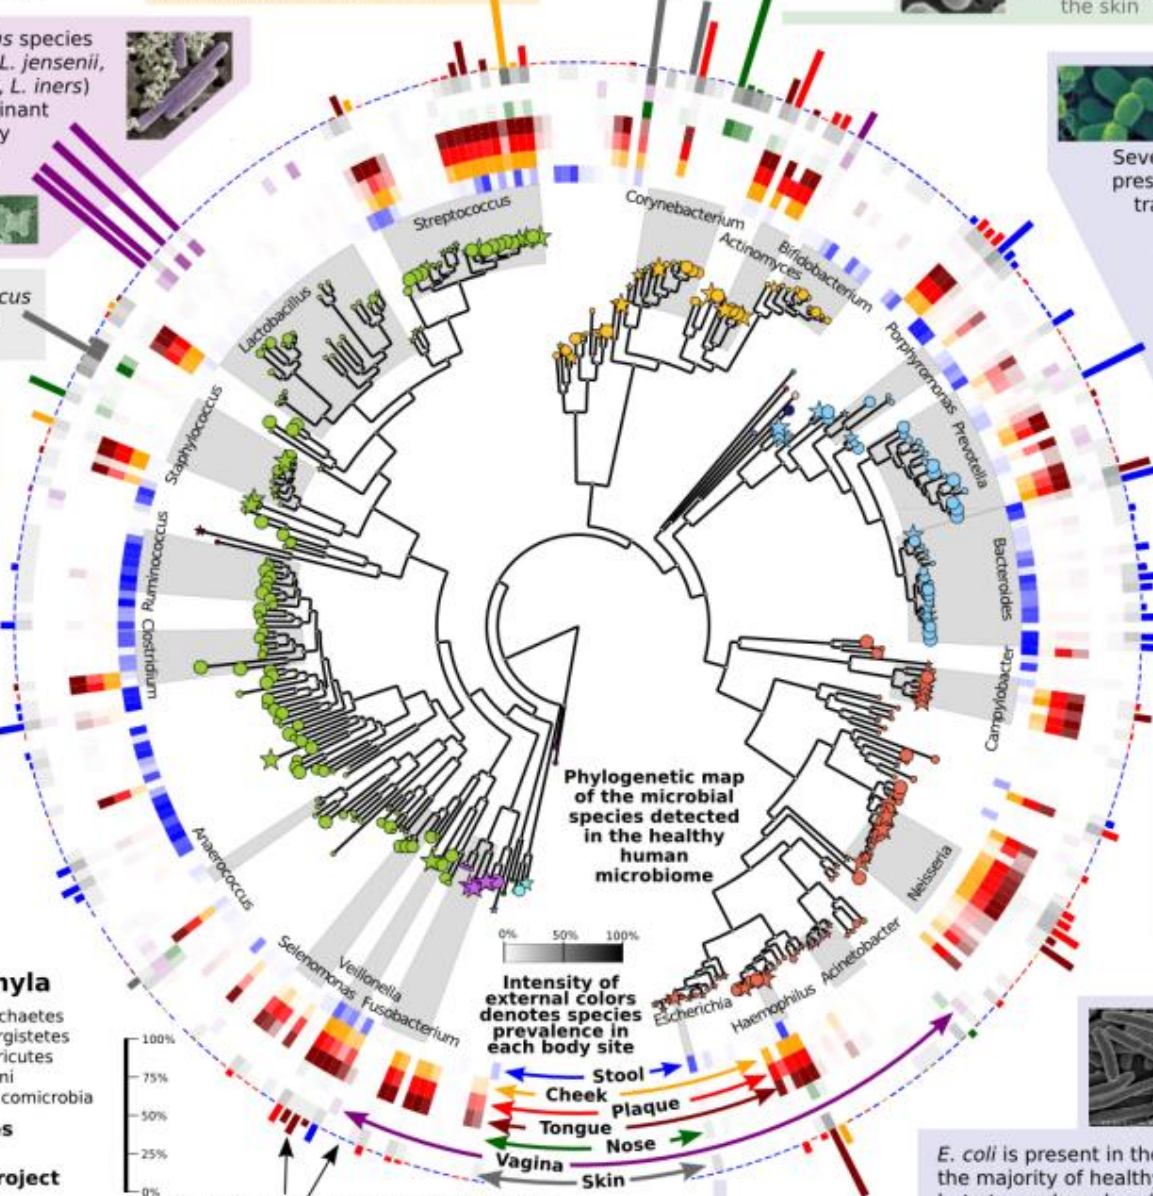 the skin
us species
L. jensenii,
, L. iners)
inant
y
Seve
pres
tra
cus
Streptococcus
Corynebacterium
Actinomyces
Bifidobacterium
Lactobacillus
Porphyromonas
Prevotella
Staphylococcus
Ruminococcus
Bacteroides
Clostridium
Campylobacter
Phylogenetic map
of the microbial
species detected
in the healthy
human
microbiome
Neisseria
Anaerococcus
Acinetobacter
Selenomonas
Veillonella
Fusobacterium
Escherichia
Haemophilus
0% 50% 100%
Intensity of
external colors
denotes species
prevalence in
each body site
Stool
Cheek
Plaque
Tongue
Nose
Vagina
Skin
hyla
chaetes
rgistetes
ricutes
mi
comicrobia
s
roject
100%
75%
50%
25%
0%
E. coli is present in the
the majority of health